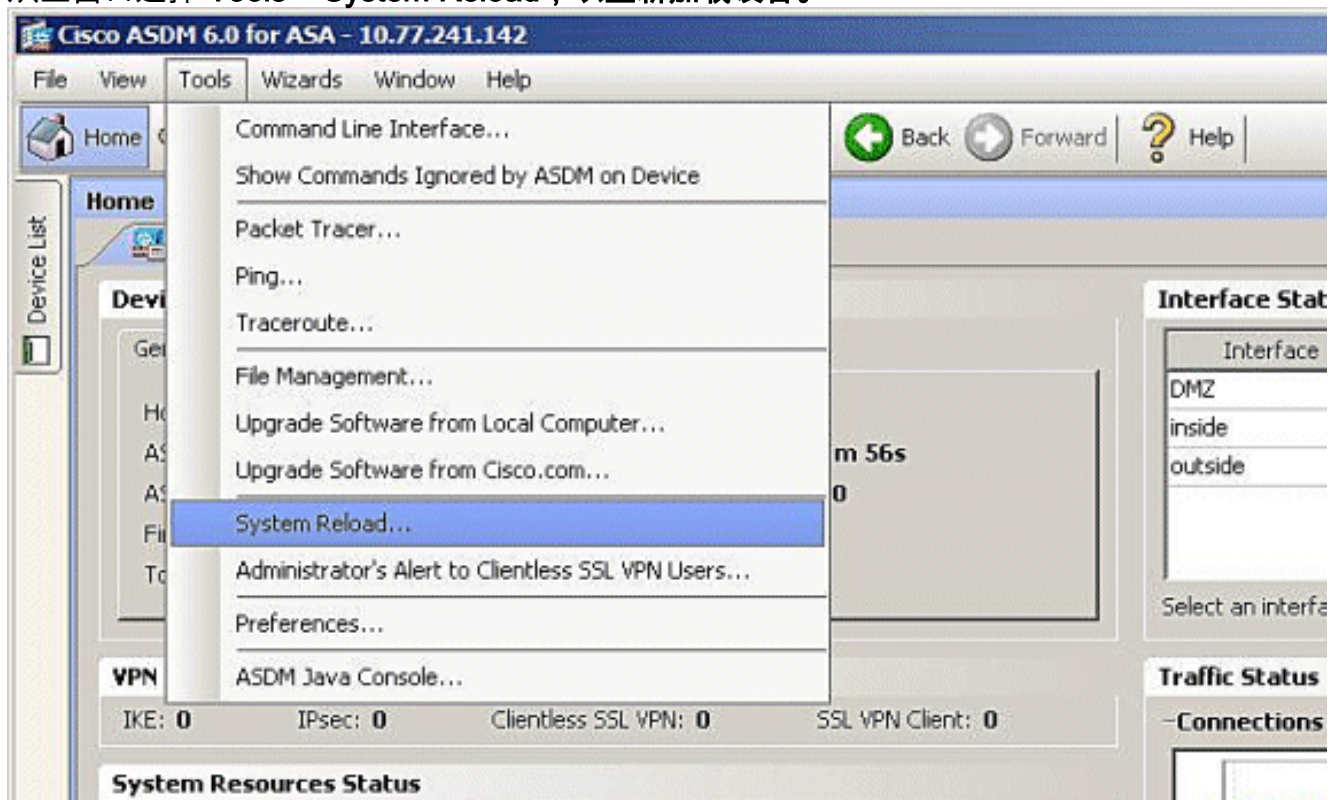 Tools > System Reload
Cisco ASDM 6.0 for ASA - 10.77.241.142
File View Tools Wizards Window Help
Home
Command Line Interface...
Show Commands Ignored by ASDM on Device
Packet Tracer...
Ping...
Traceroute...
File Management...
Upgrade Software from Local Computer...
Upgrade Software from Cisco.com...
System Reload...
Administrator's Alert to Clientless SSL VPN Users...
Preferences...
ASDM Java Console...
Back Forward Help
Device List
Home
m 56s
0
Interface Stat
Interface
DMZ
inside
outside
Select an interfa
VPN
IKE: 0 IPsec: 0 Clientless SSL VPN: 0 SSL VPN Client: 0
Traffic Status
Connections
System Resources Status